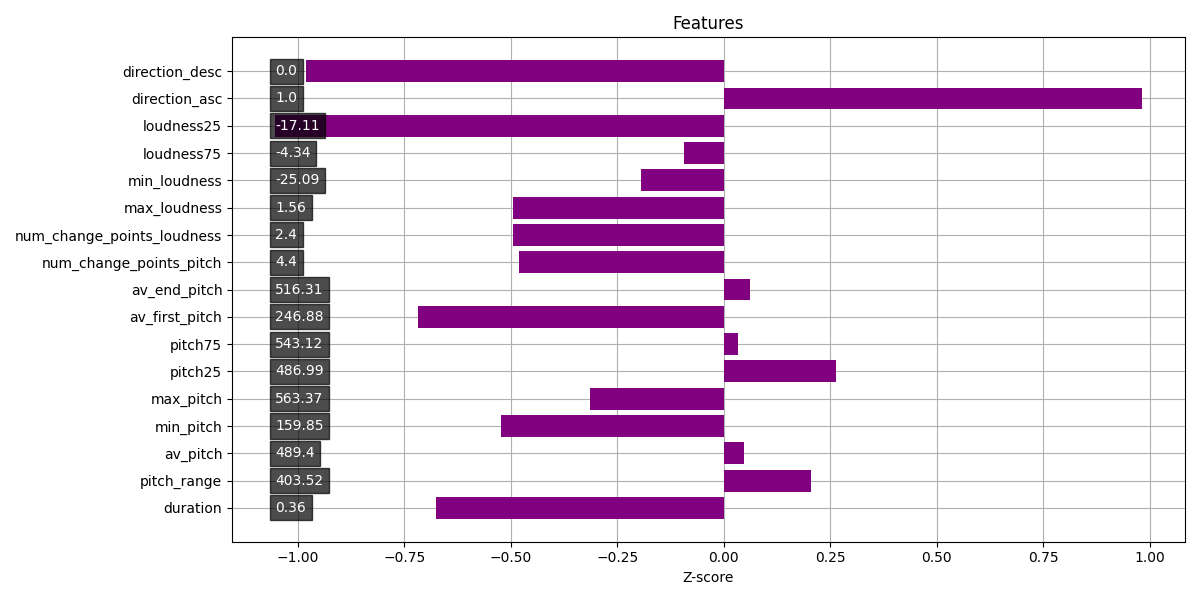 Features
direction_desc 0.0
direction_asc 1.0
loudness25 -17.11
loudness75 -4.34
min_loudness -25.09
max_loudness 1.56
num_change_points_loudness 2.4
num_change_points_pitch 4.4
av_end_pitch 516.31
av_first_pitch 246.88
pitch75 543.12
pitch25 486.99
max_pitch 563.37
min_pitch 159.85
av_pitch 489.4
pitch_range 403.52
duration 0.36
−1.00 −0.75 −0.50 −0.25 0.00 0.25 0.50 0.75 1.00
Z-score